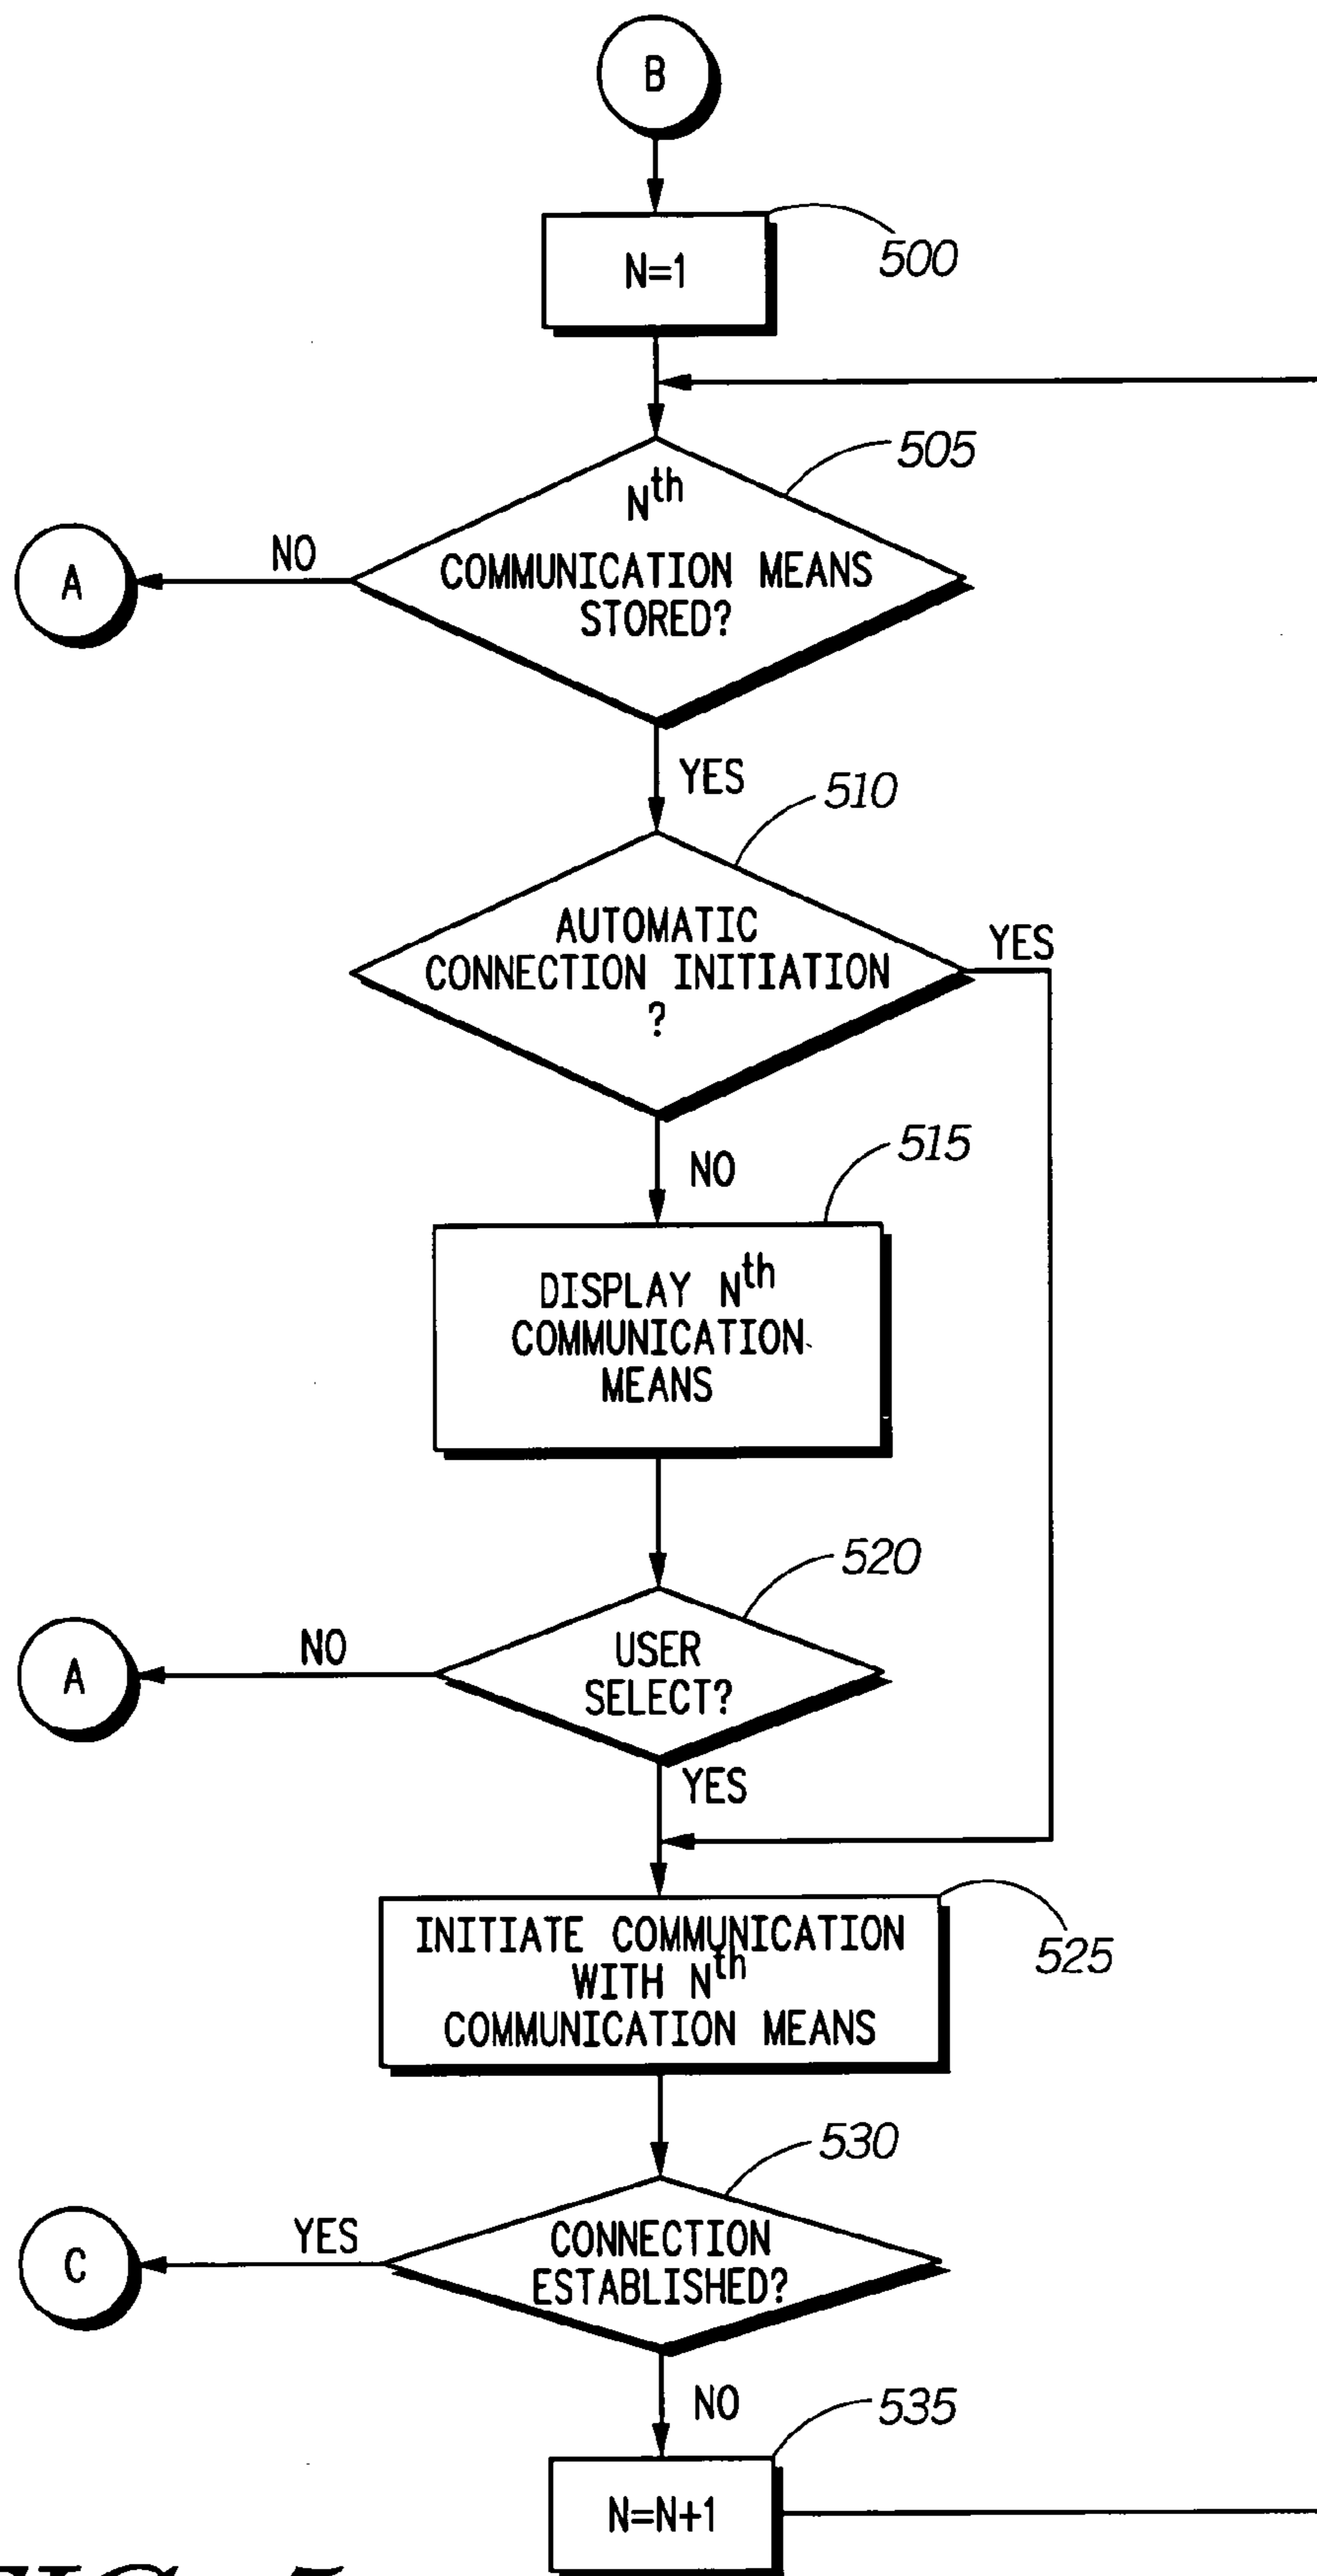 B
N=1
500
505
Nth
COMMUNICATION MEANS
STORED?
NO
A
YES
510
AUTOMATIC
CONNECTION INITIATION
?
YES
NO
515
DISPLAY Nth
COMMUNICATION
MEANS
520
USER
SELECT?
NO
A
YES
INITIATE COMMUNICATION
WITH Nth
COMMUNICATION MEANS
525
530
CONNECTION
ESTABLISHED?
YES
C
NO
535
N=N+1